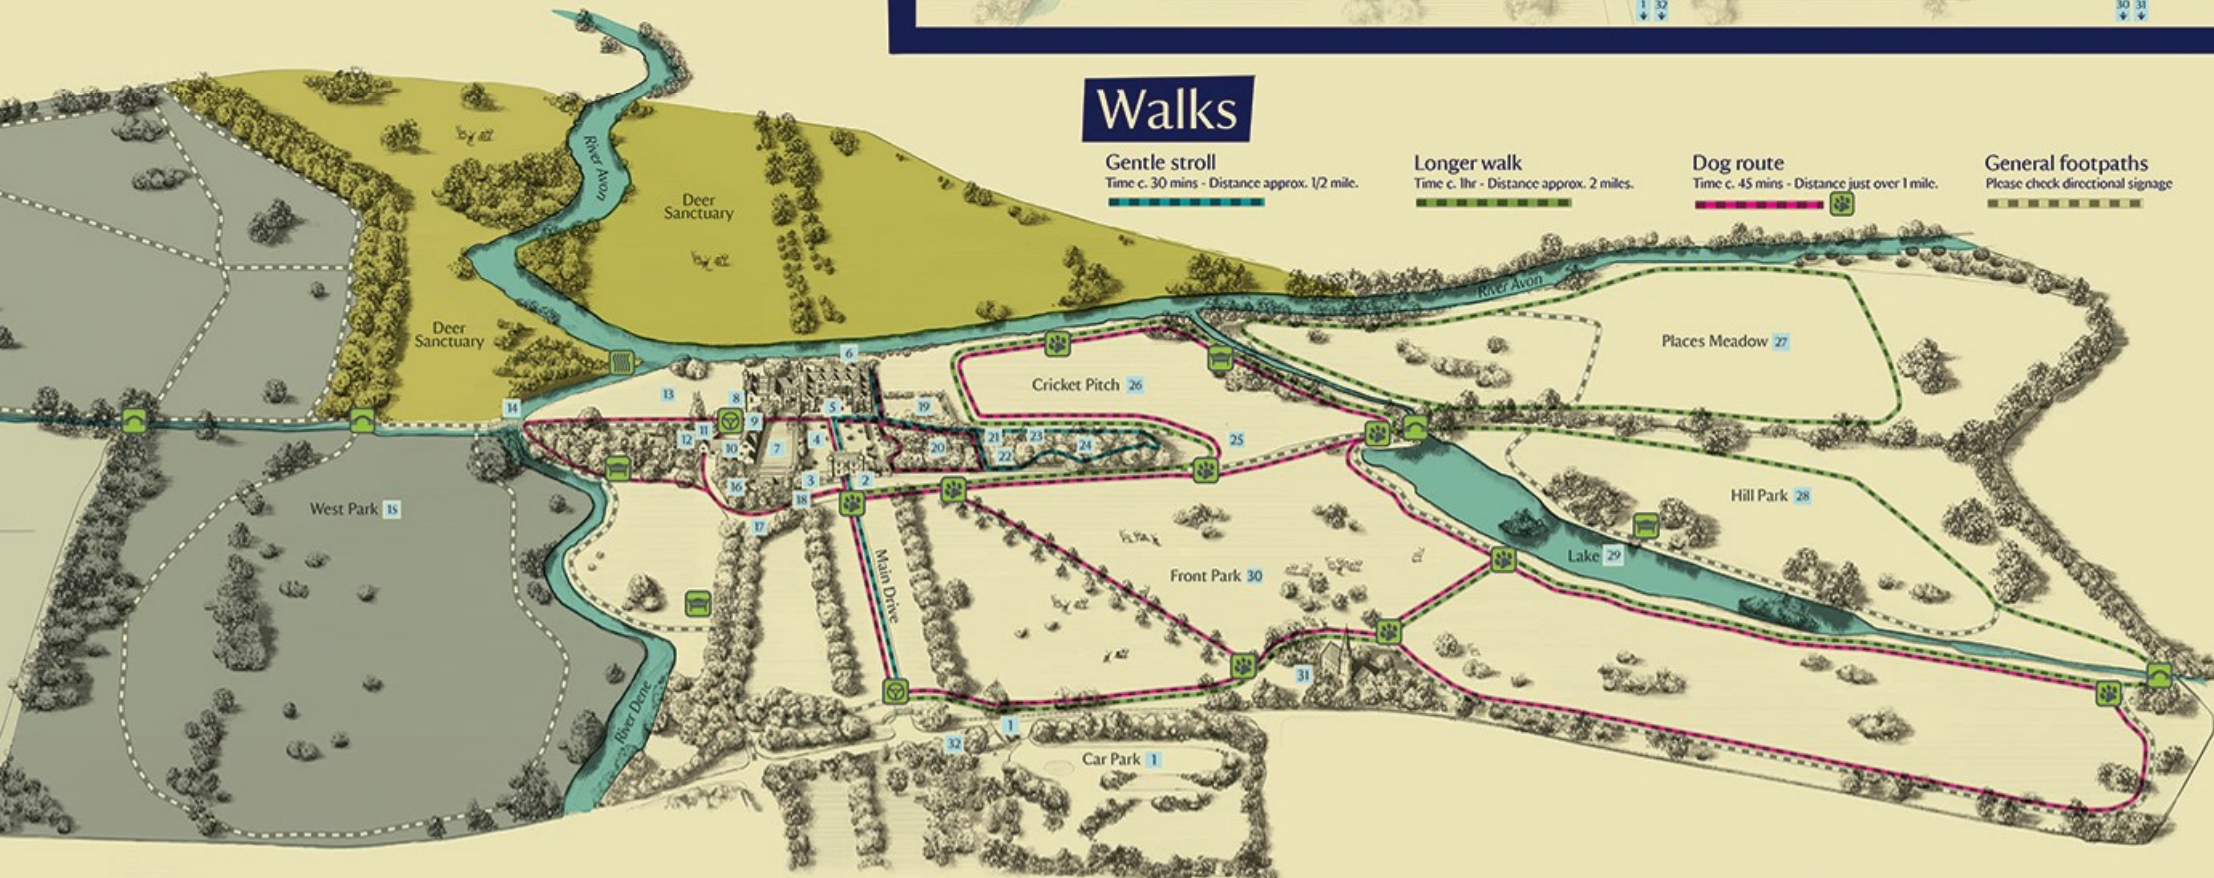 1 32
30 31
Walks
Gentle stroll
Time c. 30 mins - Distance approx. 1/2 mile.
Longer walk
Time c. 1hr - Distance approx. 2 miles.
Dog route
Time c. 45 mins - Distance just over 1 mile.
General footpaths
Please check directional signage
River Avon
Deer
Sanctuary
River Avon
Deer
Sanctuary
Places Meadow 27
6
Cricket Pitch 26
13
8
14
5
19
9
11
12
10
7
4
20
21
23
22
24
25
16
3
2
18
17
West Park 15
Hill Park 28
Main Drive
Lake 29
Front Park 30
31
River Dene
1
32
Car Park 1